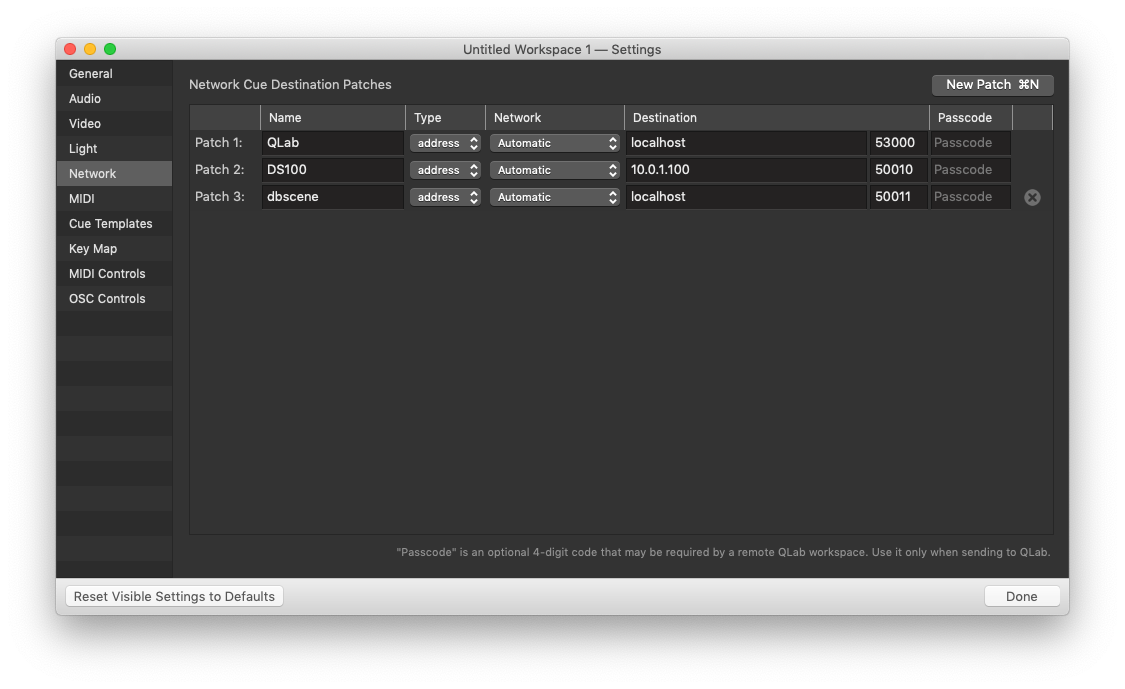 Untitled Workspace 1 — Settings
General
Audio
Video
Light
Network
MIDI
Cue Templates
Key Map
MIDI Controls
OSC Controls
Network Cue Destination Patches
New Patch ⌘N
Name Type Network Destination Passcode
Patch 1: QLab address Automatic localhost 53000 Passcode
Patch 2: DS100 address Automatic 10.0.1.100 50010 Passcode
Patch 3: dbscene address Automatic localhost 50011 Passcode
"Passcode" is an optional 4-digit code that may be required by a remote QLab workspace. Use it only when sending to QLab.
Reset Visible Settings to Defaults
Done